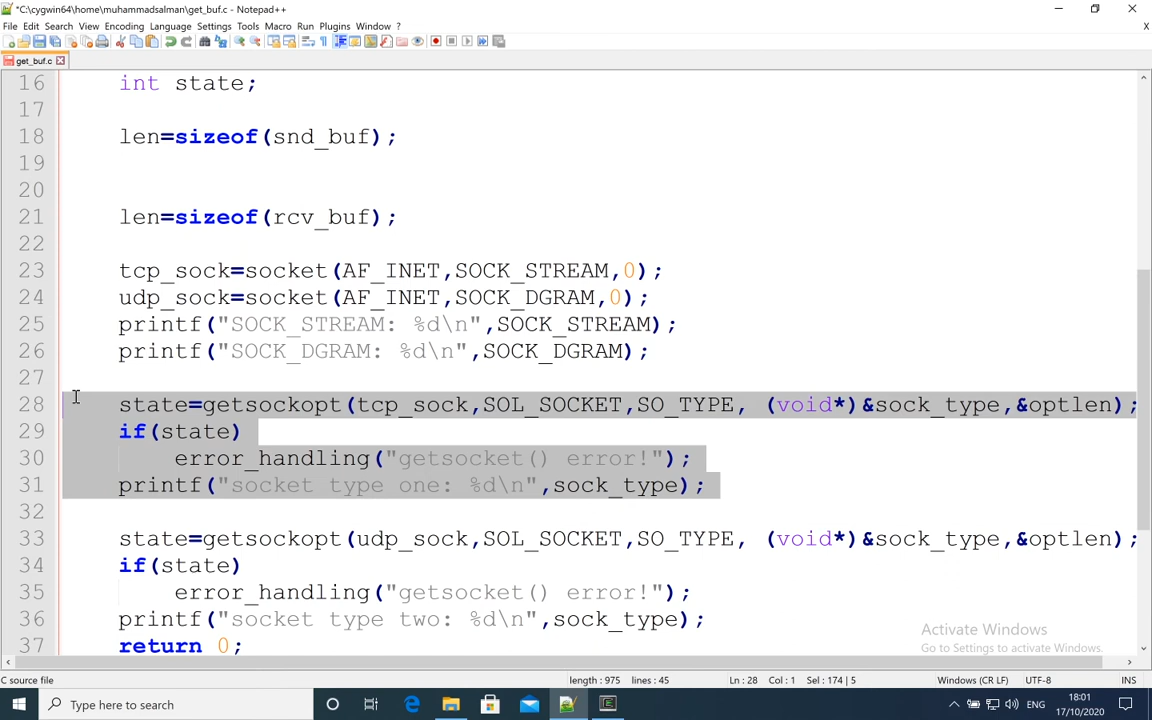 *C:\cygwin64\home\muhammadsalman\get_buf.c - Notepad++
File Edit Search View Encoding Language Settings Tools Macro Run Plugins Window ? X
get_buf.c
16 int state;
17
18 len=sizeof(snd_buf);
19
20
21 len=sizeof(rcv_buf);
22
23 tcp_sock=socket(AF_INET,SOCK_STREAM,0);
24 udp_sock=socket(AF_INET,SOCK_DGRAM,0);
25 printf("SOCK_STREAM: %d\n",SOCK_STREAM);
26 printf("SOCK_DGRAM: %d\n",SOCK_DGRAM);
27
28 state=getsockopt(tcp_sock,SOL_SOCKET,SO_TYPE, (void*)&sock_type,&optlen);
29 if(state)
30 error_handling("getsocket() error!");
31 printf("socket type one: %d\n",sock_type);
32
33 state=getsockopt(udp_sock,SOL_SOCKET,SO_TYPE, (void*)&sock_type,&optlen);
34 if(state)
35 error_handling("getsocket() error!");
36 printf("socket type two: %d\n",sock_type);
37 return 0;
Activate Windows
Go to Settings to activate Windows.
C source file length : 975 lines : 45 Ln : 28 Col : 1 Sel : 174 | 5 Windows (CR LF) UTF-8 INS
Type here to search
ENG
18:01
17/10/2020